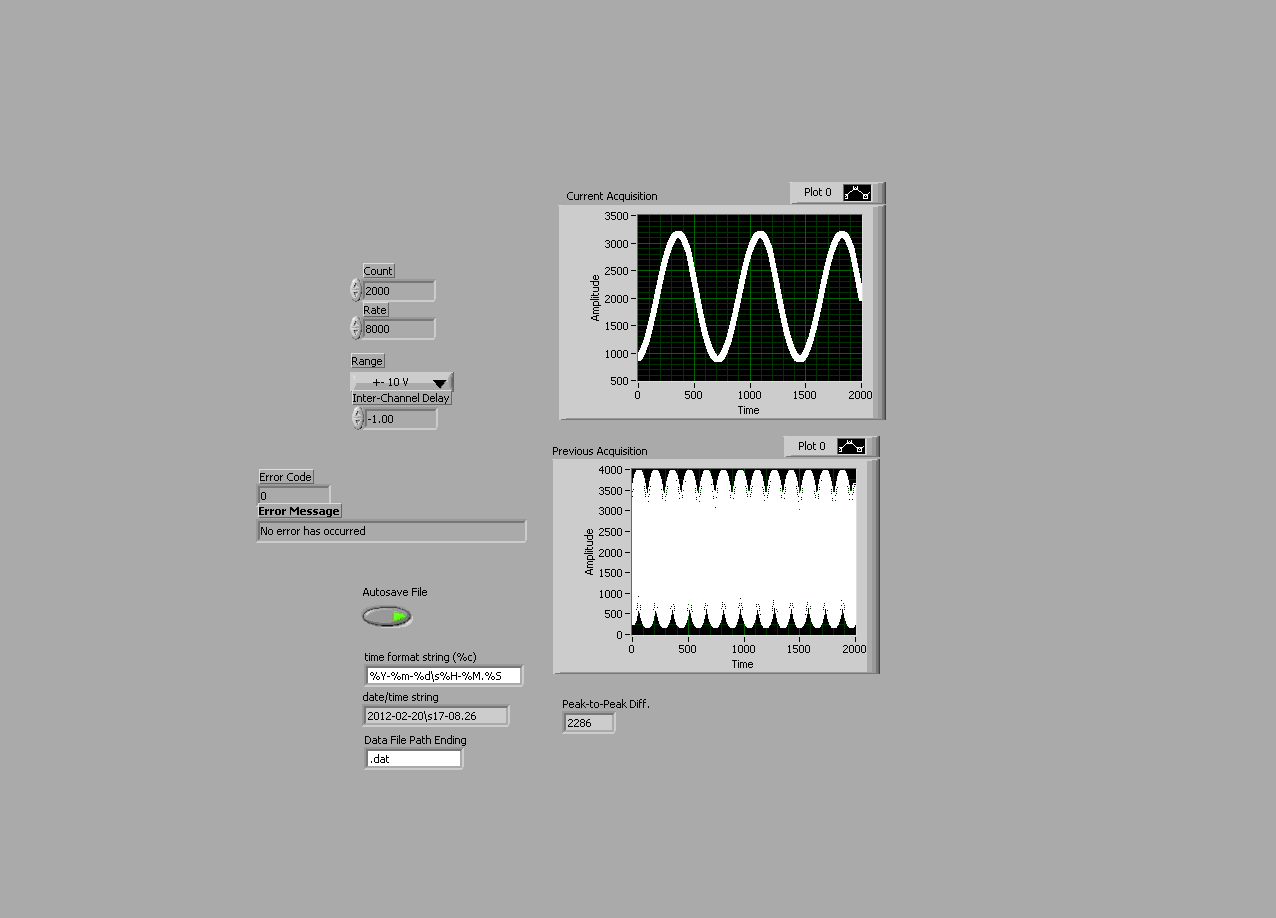 Current Acquisition
Plot 0
3500
3000
2500
2000
1500
1000
500
Amplitude
0
500
1000
1500
2000
Time
Count
2000
Rate
8000
Range
+- 10 V
Inter-Channel Delay
-1.00
Previous Acquisition
Plot 0
4000
3500
3000
2500
2000
1500
1000
500
0
Amplitude
0
500
1000
1500
2000
Time
Error Code
0
Error Message
No error has occurred
Autosave File
time format string (%c)
%Y-%m-%d\s%H-%M.%S
date/time string
2012-02-20\s17-08.26
Data File Path Ending
.dat
Peak-to-Peak Diff.
2286